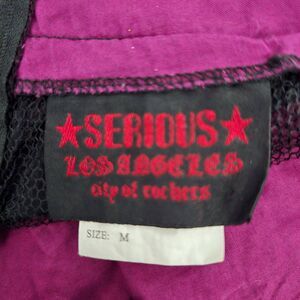 ★SERIOUS★
LOS ANGELES
city of rockers
SIZE: M